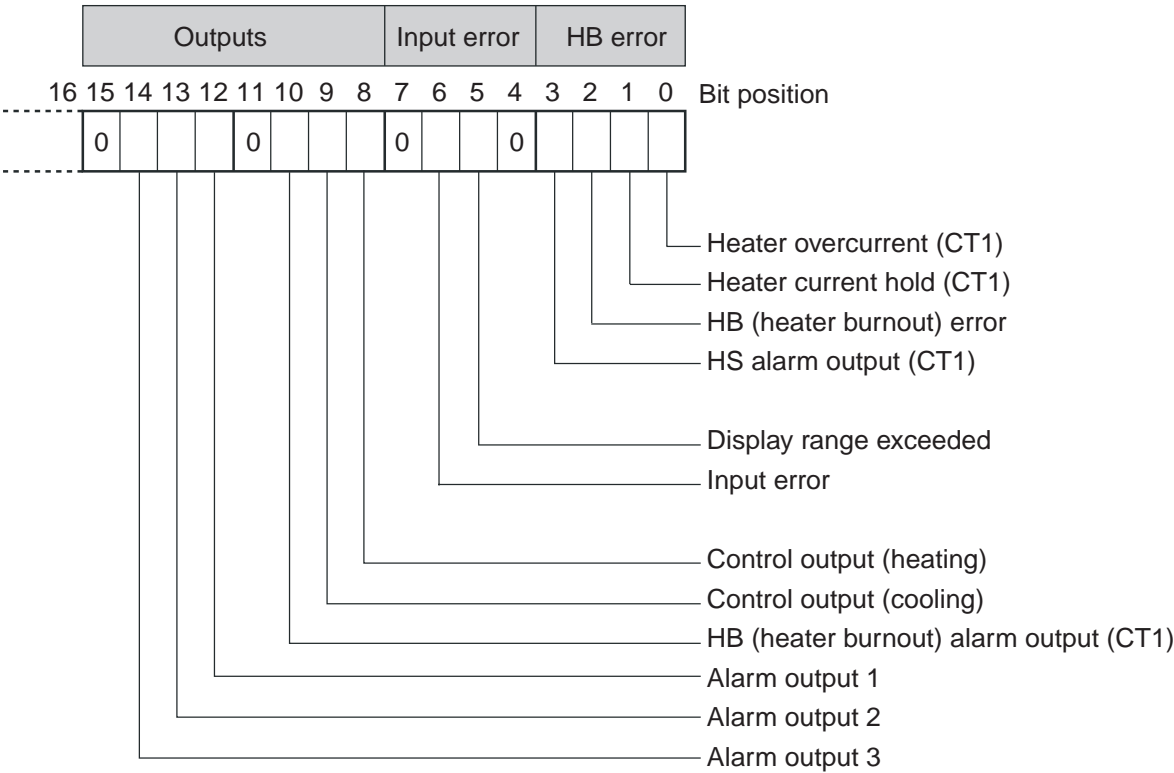 Outputs Input error HB error
16 15 14 13 12 11 10 9 8 7 6 5 4 3 2 1 0 Bit position
0 0 0 0
Heater overcurrent (CT1)
Heater current hold (CT1)
HB (heater burnout) error
HS alarm output (CT1)
Display range exceeded
Input error
Control output (heating)
Control output (cooling)
HB (heater burnout) alarm output (CT1)
Alarm output 1
Alarm output 2
Alarm output 3